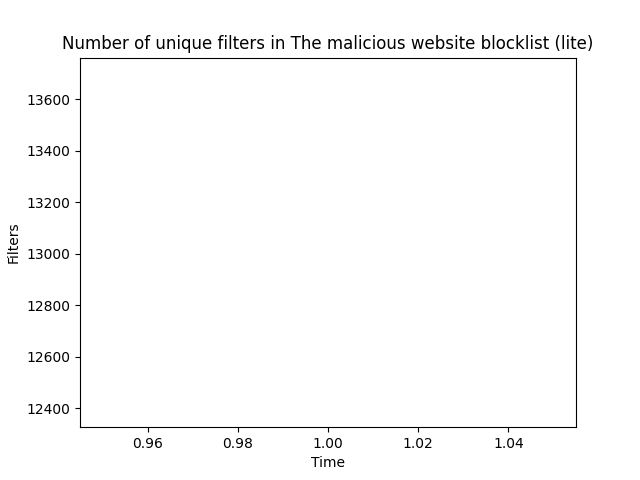 Number of unique filters in The malicious website blocklist (lite)
13600
13400
13200
13000
12800
12600
12400
Filters
0.96 0.98 1.00 1.02 1.04
Time